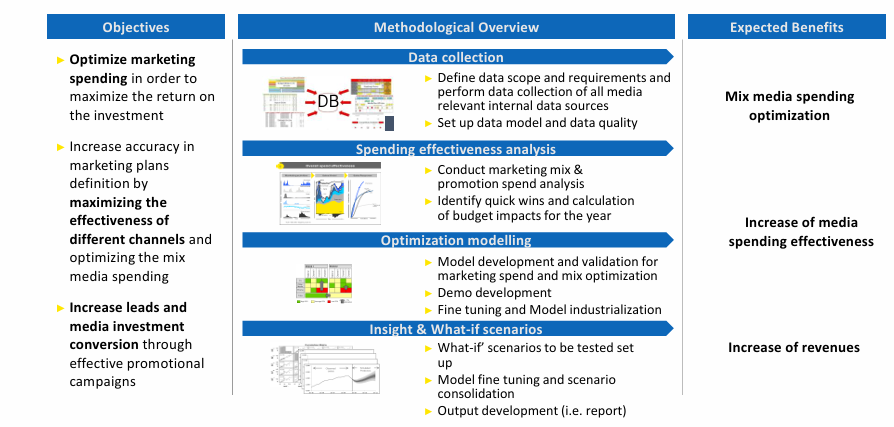 Objectives
Methodological Overview
Expected Benefits
► Optimize marketing
spending in order to
maximize the return on
the investment
► Increase accuracy in
marketing plans
definition by
maximizing the
effectiveness of
different channels and
optimizing the mix
media spending
► Increase leads and
media investment
conversion through
effective promotional
campaigns
Data collection
DB
► Define data scope and requirements and
perform data collection of all media
relevant internal data sources
► Set up data model and data quality
Spending effectiveness analysis
► Conduct marketing mix &
promotion spend analysis
► Identify quick wins and calculation
of budget impacts for the year
Optimization modelling
► Model development and validation for
marketing spend and mix optimization
► Demo development
► Fine tuning and Model industrialization
Insight & What-if scenarios
► What-if’ scenarios to be tested set
up
► Model fine tuning and scenario
consolidation
► Output development (i.e. report)
Mix media spending
optimization
Increase of media
spending effectiveness
Increase of revenues